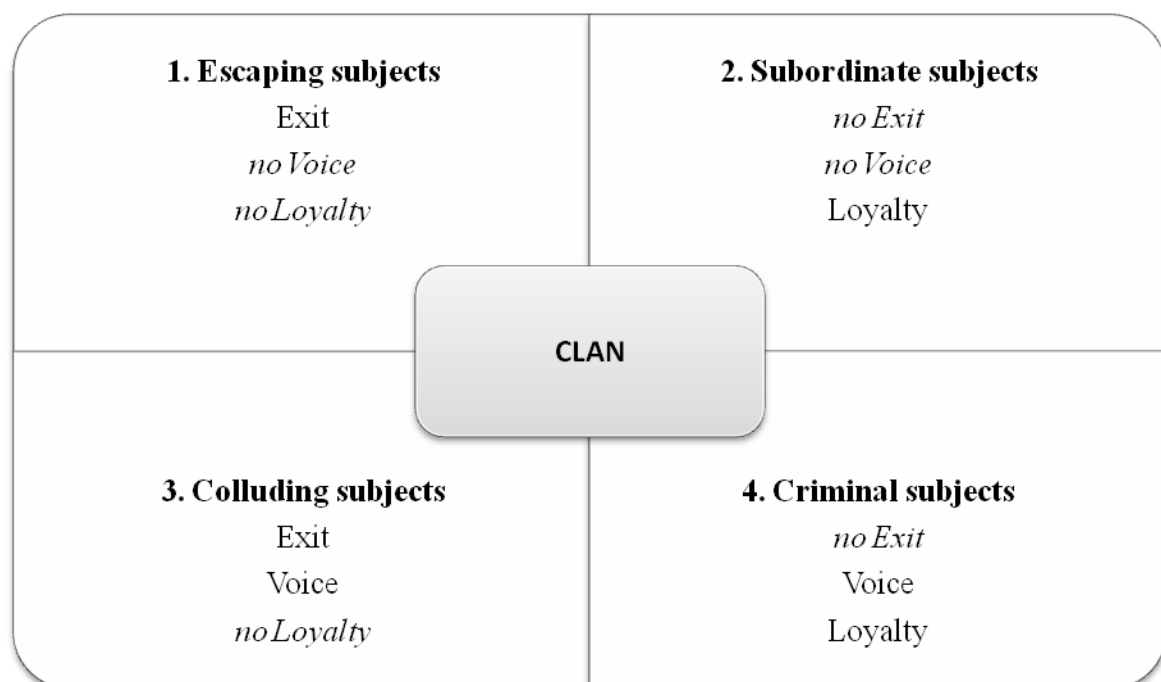 1. Escaping subjects
Exit
no Voice
no Loyalty
2. Subordinate subjects
no Exit
no Voice
Loyalty
CLAN
3. Colluding subjects
Exit
Voice
no Loyalty
4. Criminal subjects
no Exit
Voice
Loyalty